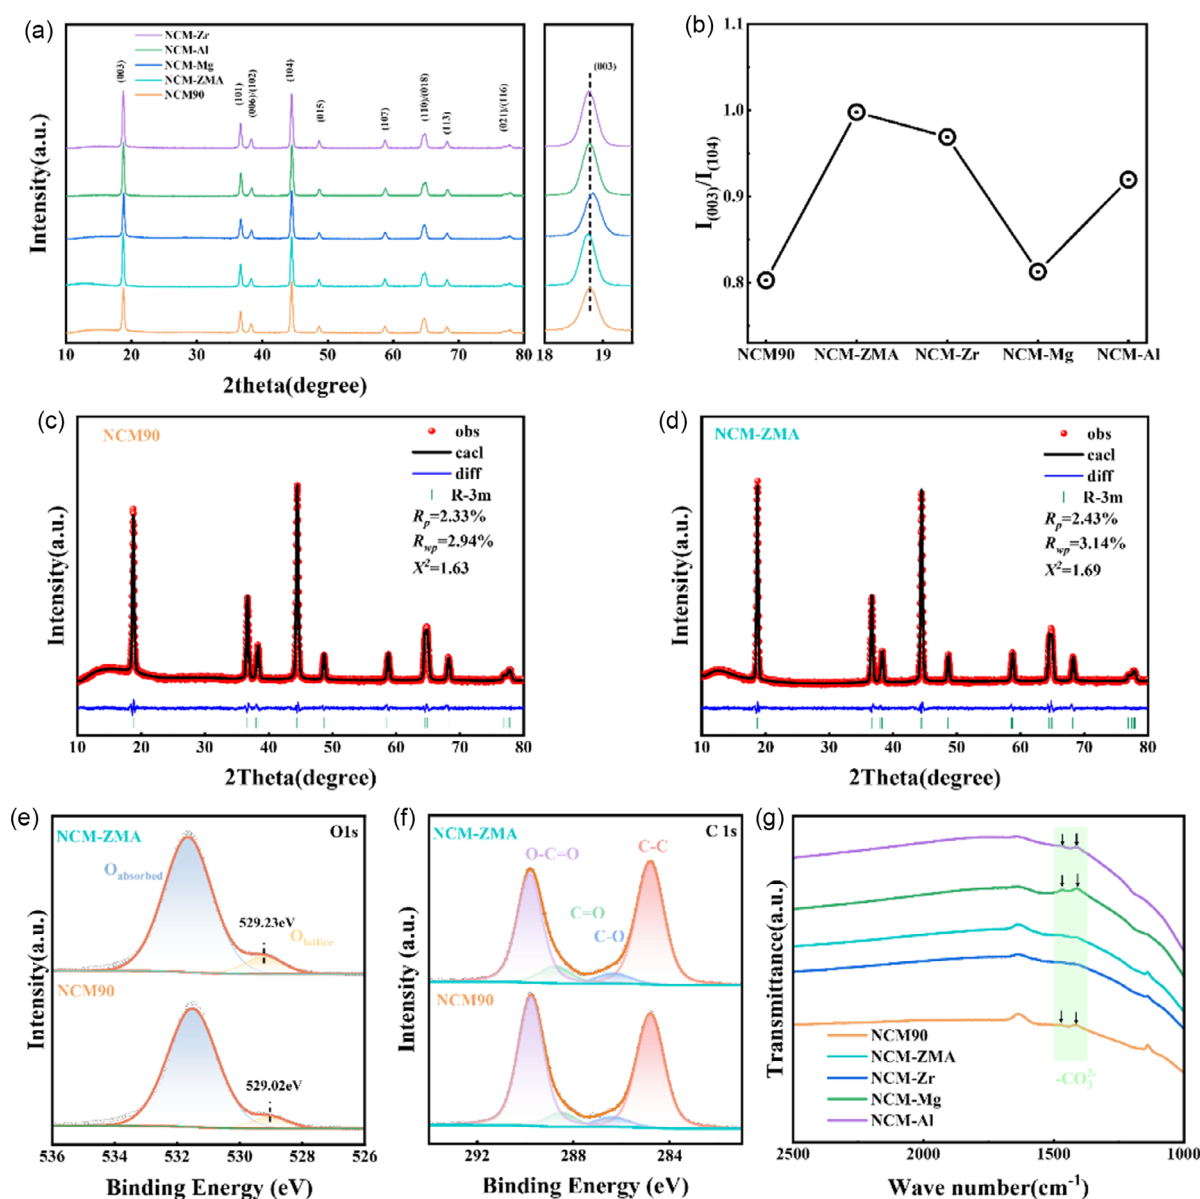 (a)
NCM-Zr
NCM-Al
NCM-Mg
NCM-ZMA
NCM90
(003)
(101)
(006)/(102)
(104)
(015)
(107)
(110)/(018)
(113)
(021)/(116)
(003)
Intensity(a.u.)
10 20 30 40 50 60 70 80
18 19
2theta(degree)
(b)
I(003)/I(104)
1.1
1.0
0.9
0.8
NCM90 NCM-ZMA NCM-Zr NCM-Mg NCM-Al
(c)
NCM90
obs
cacl
diff
R-3m
Rp=2.33%
Rwp=2.94%
X²=1.63
Intensity(a.u.)
10 20 30 40 50 60 70 80
2Theta(degree)
(d)
NCM-ZMA
obs
cacl
diff
R-3m
Rp=2.43%
Rwp=3.14%
X²=1.69
Intensity(a.u.)
10 20 30 40 50 60 70 80
2Theta(degree)
(e)
NCM-ZMA
O1s
Oabsorbed
529.23eV
Olattice
NCM90
529.02eV
Intensity(a.u.)
536 534 532 530 528 526
Binding Energy (eV)
(f)
NCM-ZMA
C 1s
O-C=O
C-C
C=O
C-O
NCM90
Intensity(a.u.)
292 288 284
Binding Energy (eV)
(g)
Transmittance(a.u.)
NCM90
NCM-ZMA
NCM-Zr
NCM-Mg
NCM-Al
-CO₃²⁻
2500 2000 1500 1000
Wave number(cm⁻¹)